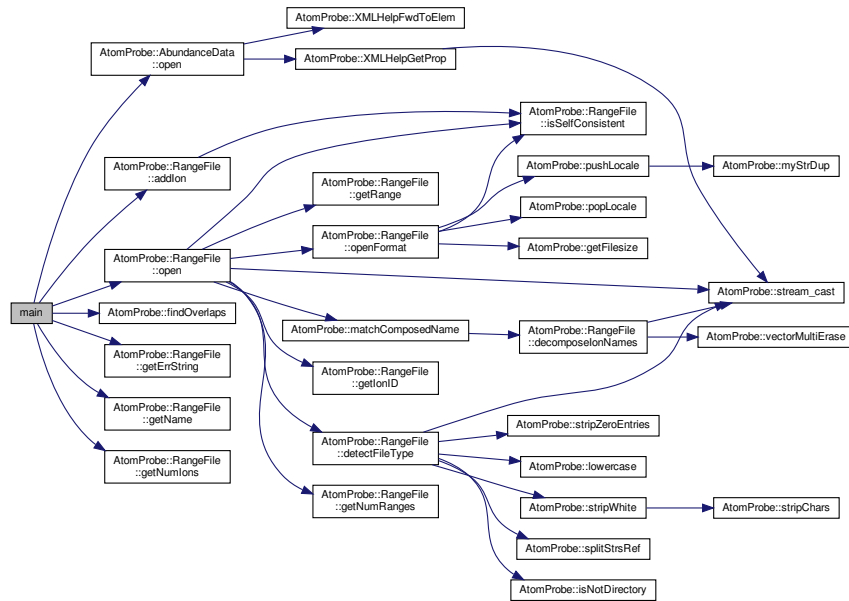 main
AtomProbe::AbundanceData
::open
AtomProbe::RangeFile
::addIon
AtomProbe::RangeFile
::open
AtomProbe::findOverlaps
AtomProbe::RangeFile
::getErrString
AtomProbe::RangeFile
::getName
AtomProbe::RangeFile
::getNumIons
AtomProbe::XMLHelpFwdToElem
AtomProbe::XMLHelpGetProp
AtomProbe::RangeFile
::getRange
AtomProbe::RangeFile
::openFormat
AtomProbe::matchComposedName
AtomProbe::RangeFile
::getIonID
AtomProbe::RangeFile
::detectFileType
AtomProbe::RangeFile
::getNumRanges
AtomProbe::RangeFile
::isSelfConsistent
AtomProbe::pushLocale
AtomProbe::popLocale
AtomProbe::getFilesize
AtomProbe::RangeFile
::decomposeIonNames
AtomProbe::stripZeroEntries
AtomProbe::lowercase
AtomProbe::stripWhite
AtomProbe::splitStrsRef
AtomProbe::isNotDirectory
AtomProbe::myStrDup
AtomProbe::stream_cast
AtomProbe::vectorMultiErase
AtomProbe::stripChars